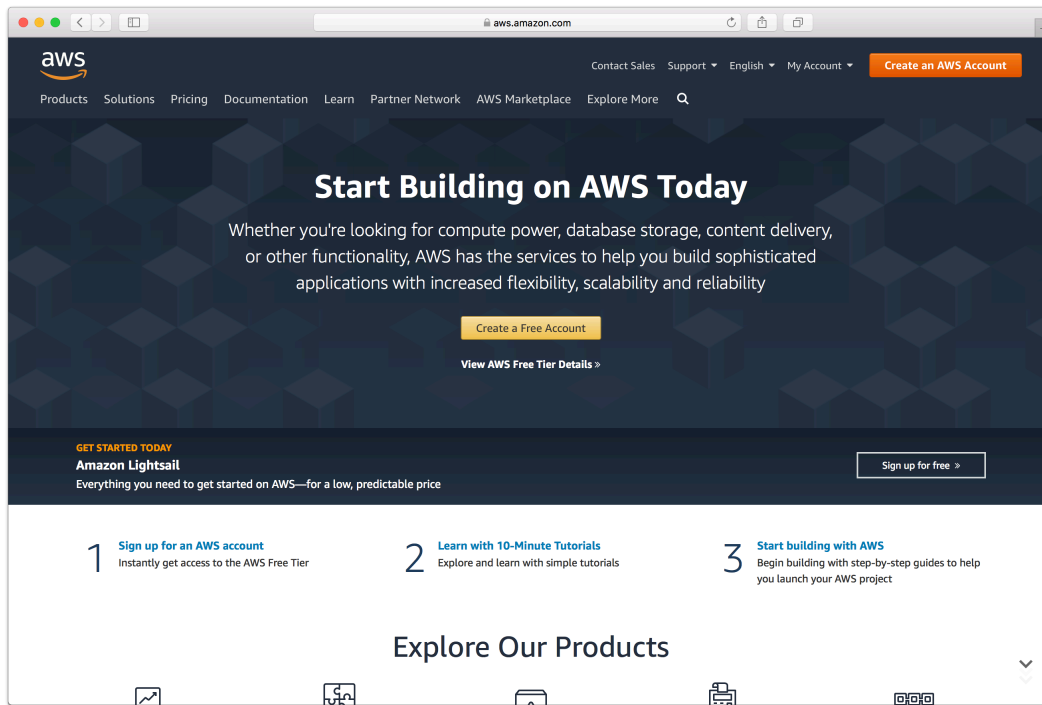 aws.amazon.com
aws
Contact Sales Support English My Account Create an AWS Account
Products Solutions Pricing Documentation Learn Partner Network AWS Marketplace Explore More
Start Building on AWS Today
Whether you're looking for compute power, database storage, content delivery,
or other functionality, AWS has the services to help you build sophisticated
applications with increased flexibility, scalability and reliability
Create a Free Account
View AWS Free Tier Details »
GET STARTED TODAY
Amazon Lightsail
Everything you need to get started on AWS—for a low, predictable price
Sign up for free »
1 Sign up for an AWS account
Instantly get access to the AWS Free Tier
2 Learn with 10-Minute Tutorials
Explore and learn with simple tutorials
3 Start building with AWS
Begin building with step-by-step guides to help
you launch your AWS project
Explore Our Products